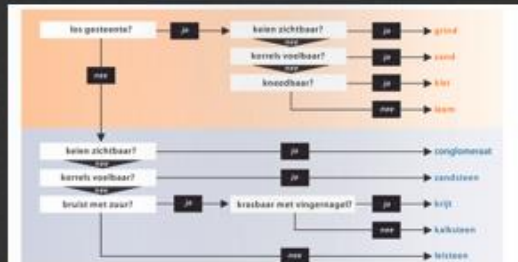 los gesteente? ja keien zichtbaar? ja grind
nee
kerrels voelbaar? ja zand
nee
nee kneedbaar? ja klei
nee leem
keien zichtbaar? ja conglomeraat
nee
korrels voelbaar? ja zandsteen
nee
bruist met zuur? ja krasbaar met vingernagel? ja krijt
nee kalksteen
nee leisteen